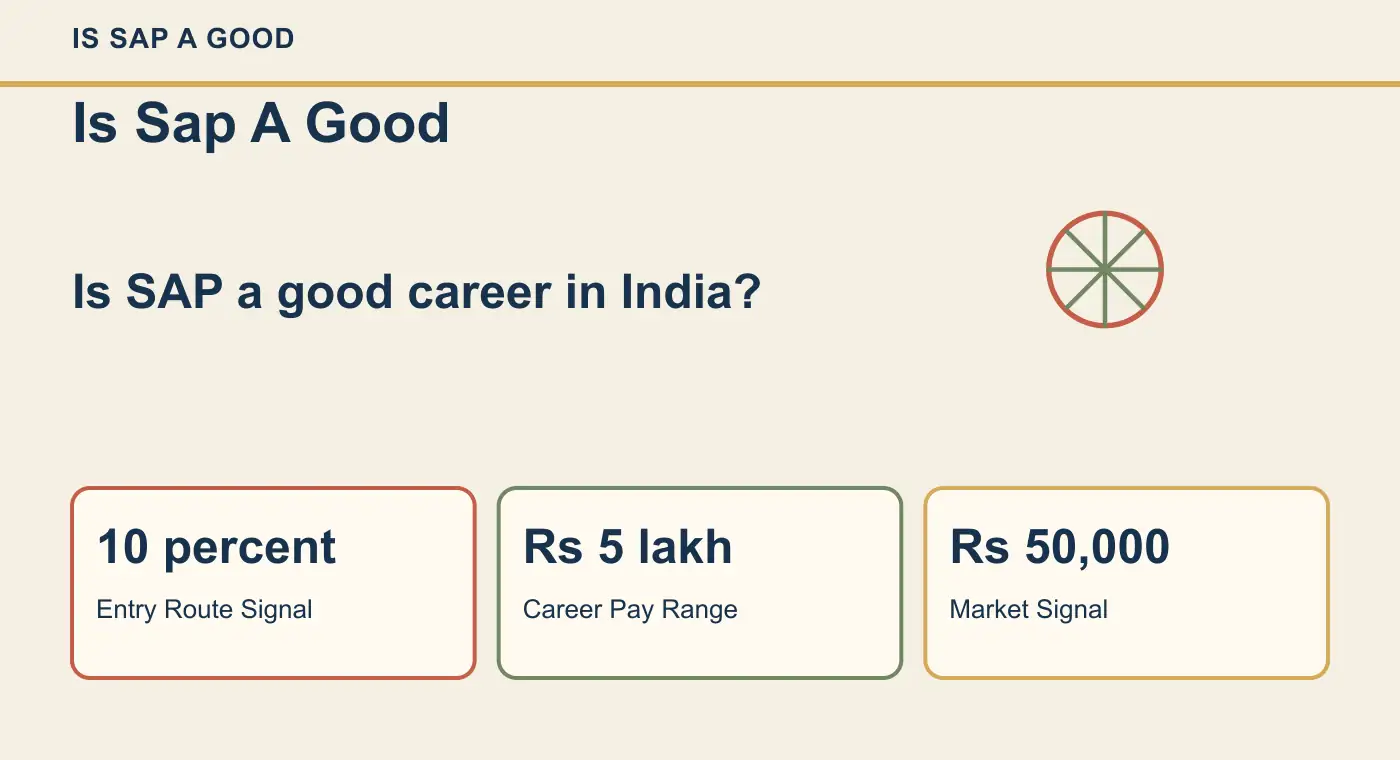 IS SAP A GOOD
Is Sap A Good
Is SAP a good career in India?
10 percent
Entry Route Signal
Rs 5 lakh
Career Pay Range
Rs 50,000
Market Signal